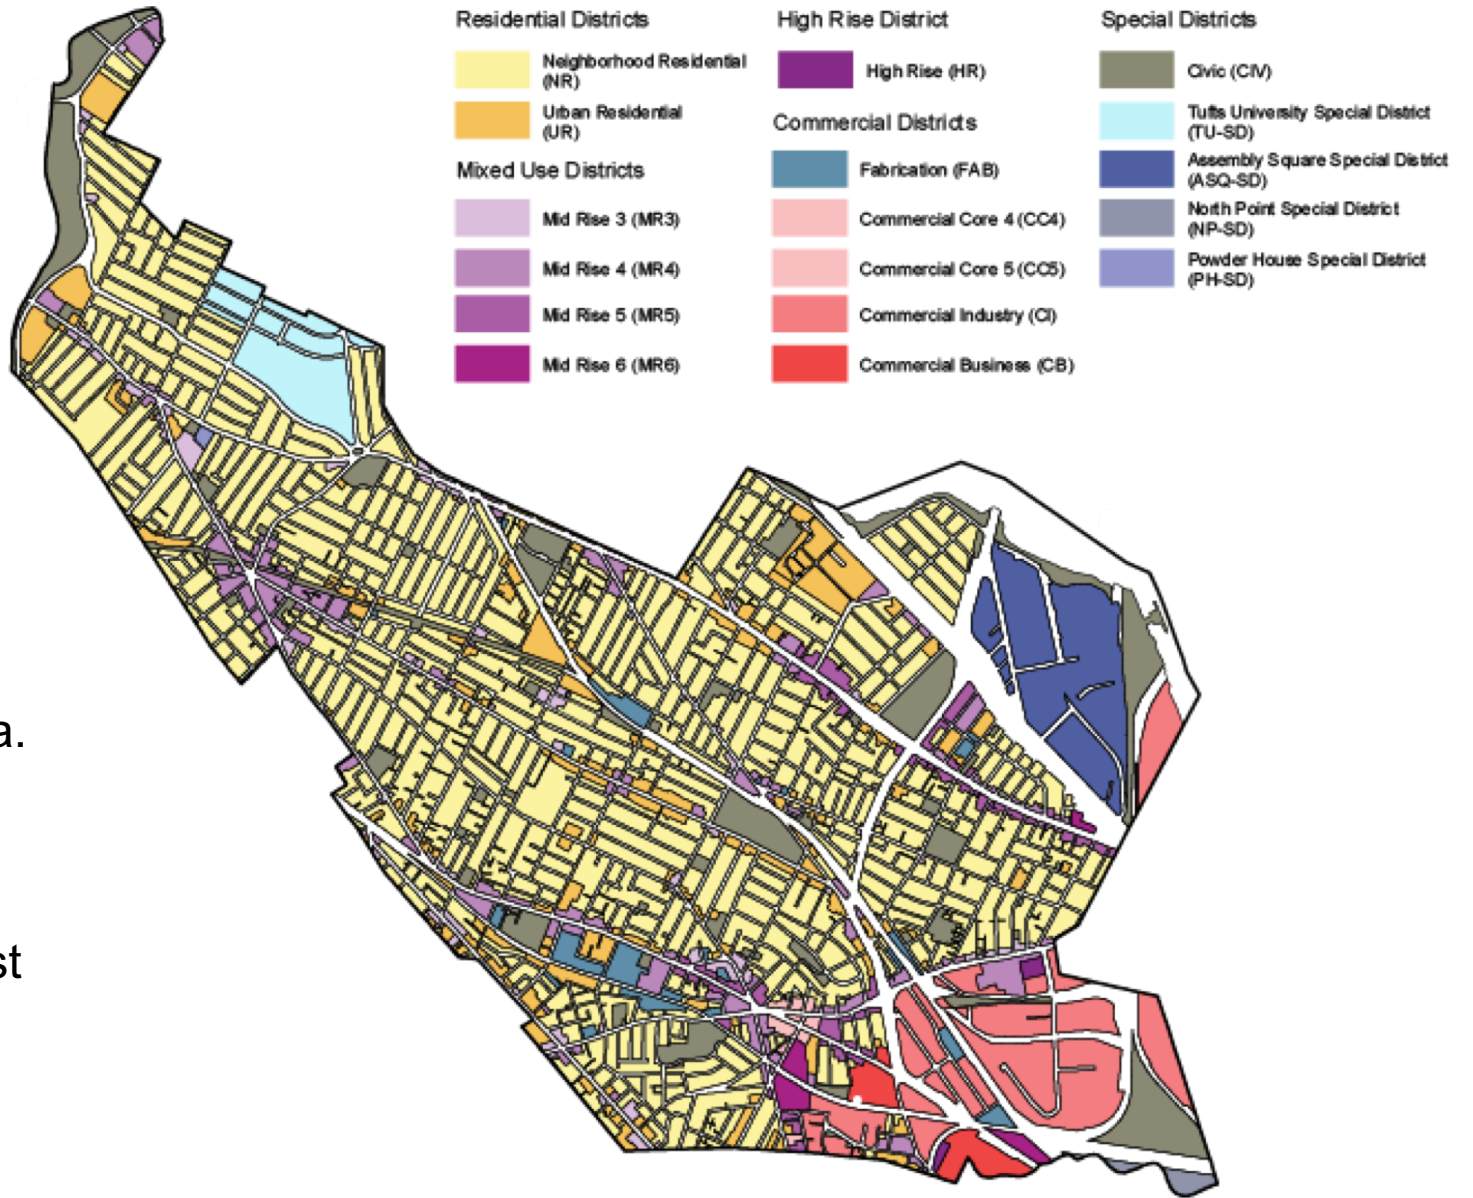 Residential Districts
Neighborhood Residential
(NR)
Urban Residential
(UR)
Mixed Use Districts
Mid Rise 3 (MR3)
Mid Rise 4 (MR4)
Mid Rise 5 (MR5)
Mid Rise 6 (MR6)
High Rise District
High Rise (HR)
Commercial Districts
Fabrication (FAB)
Commercial Core 4 (CC4)
Commercial Core 5 (CC5)
Commercial Industry (CI)
Commercial Business (CB)
Special Districts
Civic (CIV)
Tufts University Special District
(TU-SD)
Assembly Square Special District
(ASQ-SD)
North Point Special District
(NP-SD)
Powder House Special District
(PH-SD)
a.
st